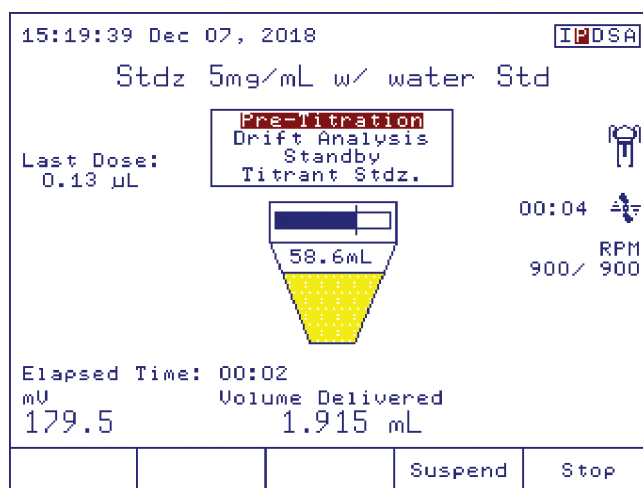 15:19:39 Dec 07, 2018 IPDSA
Stdz 5mg/mL w/ water Std
Pre-Titration
Drift Analysis
Standby
Titrant Stdz.
Last Dose:
0.13 µL
00:04
58.6mL
RPM
900/ 900
Elapsed Time: 00:02
mV Volume Delivered
179.5 1.915 mL
Suspend Stop